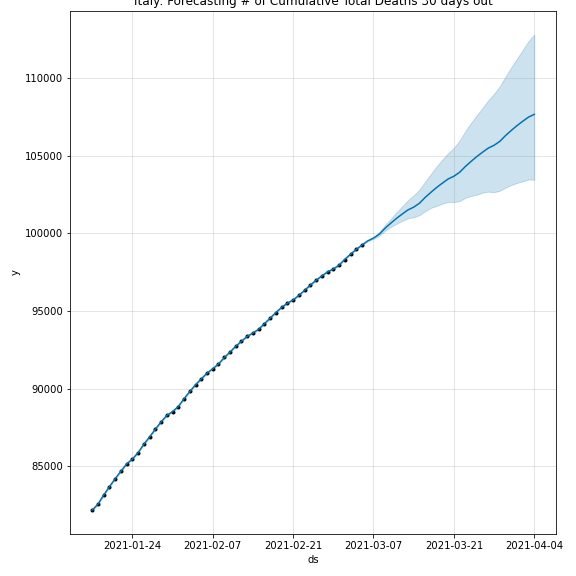 Italy: Forecasting # of Cumulative Total Deaths 30 days out
110000
105000
100000
95000
90000
85000
y
2021-01-24 2021-02-07 2021-02-21 2021-03-07 2021-03-21 2021-04-04
ds